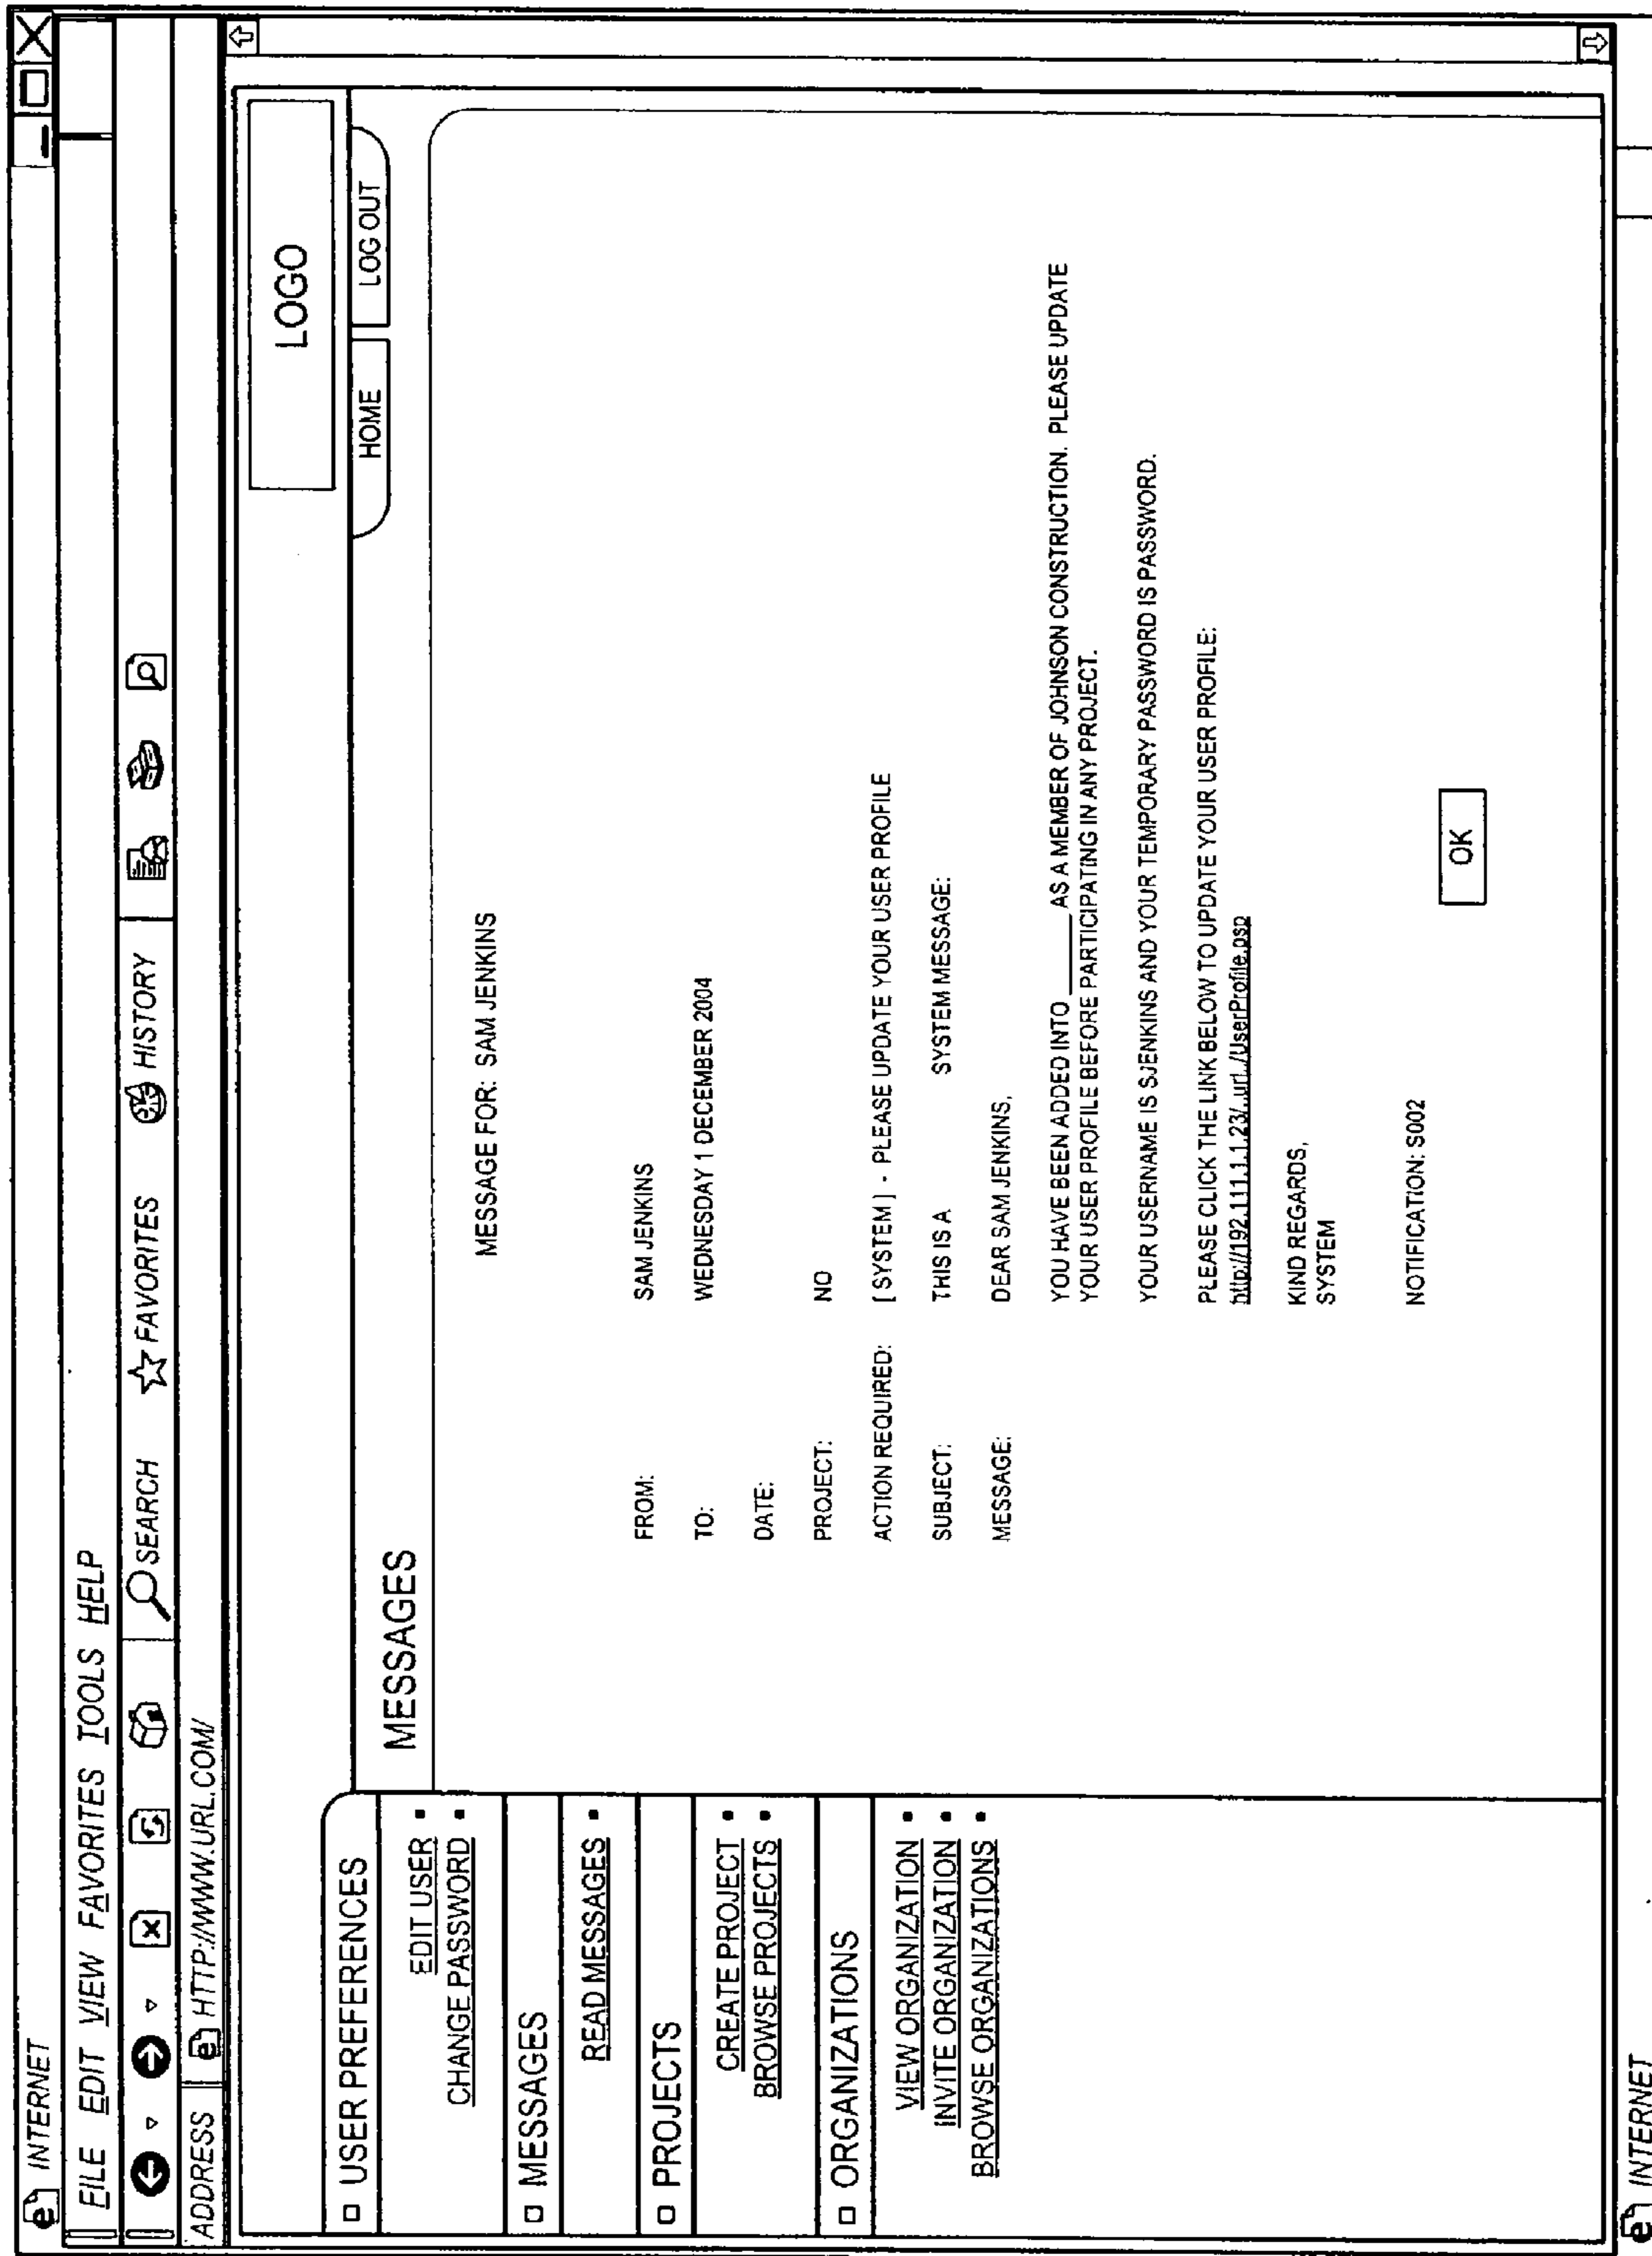 INTERNET
FILE EDIT VIEW FAVORITES TOOLS HELP
SEARCH FAVORITES HISTORY
ADDRESS HTTP://WWW.URL.COM/
LOGO
HOME LOG OUT
USER PREFERENCES
EDIT USER
CHANGE PASSWORD
MESSAGES
READ MESSAGES
PROJECTS
CREATE PROJECT
BROWSE PROJECTS
ORGANIZATIONS
VIEW ORGANIZATION
INVITE ORGANIZATION
BROWSE ORGANIZATIONS
MESSAGES
MESSAGE FOR: SAM JENKINS
FROM: SAM JENKINS
TO: WEDNESDAY 1 DECEMBER 2004
DATE:
PROJECT: NO
ACTION REQUIRED: [SYSTEM] - PLEASE UPDATE YOUR USER PROFILE
SUBJECT: THIS IS A SYSTEM MESSAGE:
MESSAGE: DEAR SAM JENKINS,
YOU HAVE BEEN ADDED INTO ______ AS A MEMBER OF JOHNSON CONSTRUCTION. PLEASE UPDATE
YOUR USER PROFILE BEFORE PARTICIPATING IN ANY PROJECT.
YOUR USERNAME IS SJENKINS AND YOUR TEMPORARY PASSWORD IS PASSWORD.
PLEASE CLICK THE LINK BELOW TO UPDATE YOUR USER PROFILE:
http://192.111.1.1.23/..url../UserProfile.psp
KIND REGARDS,
SYSTEM
NOTIFICATION: S002
OK
INTERNET